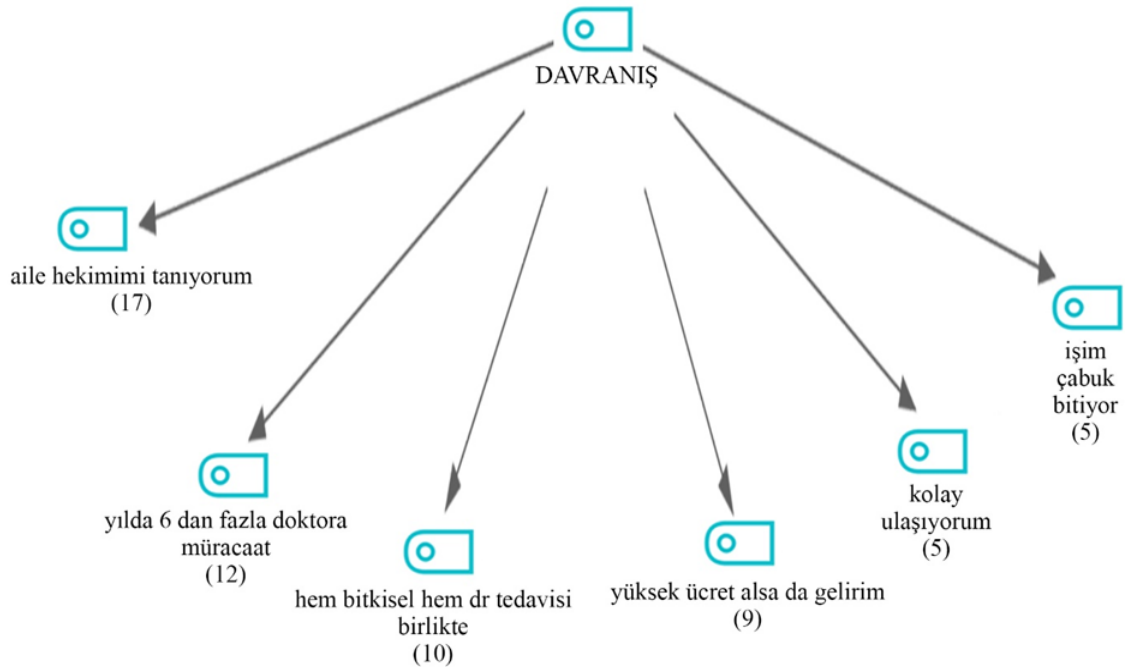 DAVRANIŞ
aile hekimimi tanıyorum
(17)
yılda 6 dan fazla doktora
müracaat
(12)
hem bitkisel hem dr tedavisi
birlikte
(10)
yüksek ücret alsa da gelirim
(9)
kolay
ulaşıyorum
(5)
işim
çabuk
bitiyor
(5)